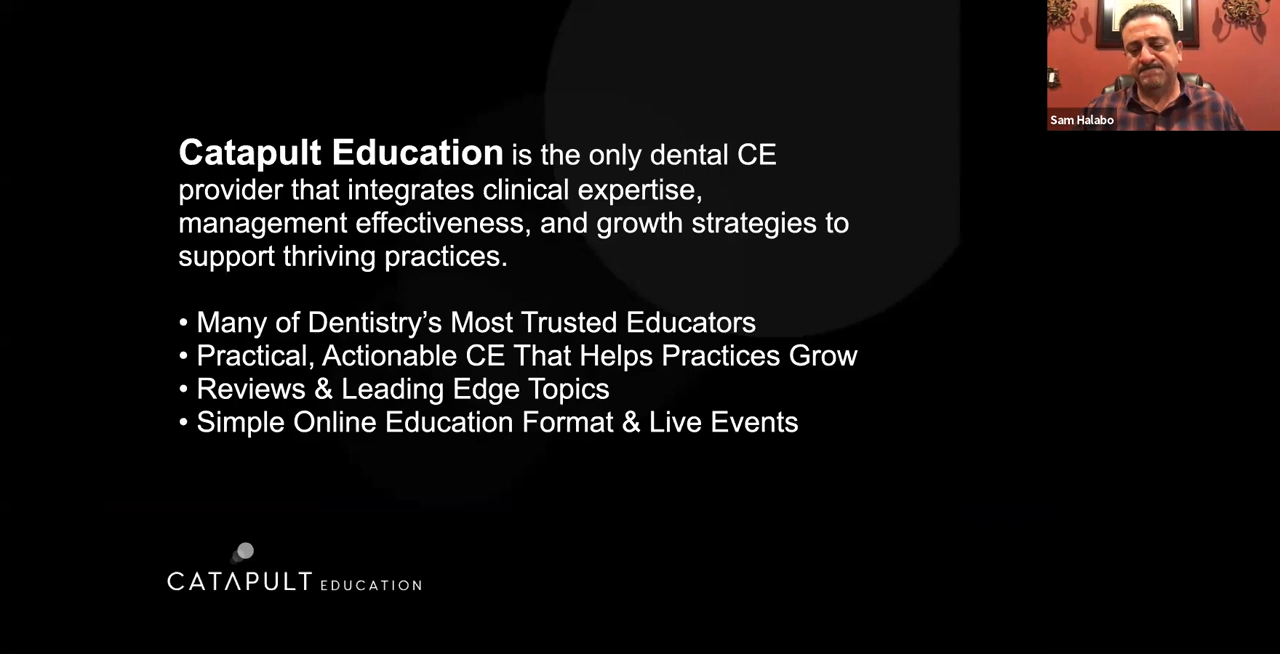 Catapult Education is the only dental CE
provider that integrates clinical expertise,
management effectiveness, and growth strategies to
support thriving practices.
• Many of Dentistry’s Most Trusted Educators
• Practical, Actionable CE That Helps Practices Grow
• Reviews & Leading Edge Topics
• Simple Online Education Format & Live Events
CATAPULT EDUCATION
Sam Halabo